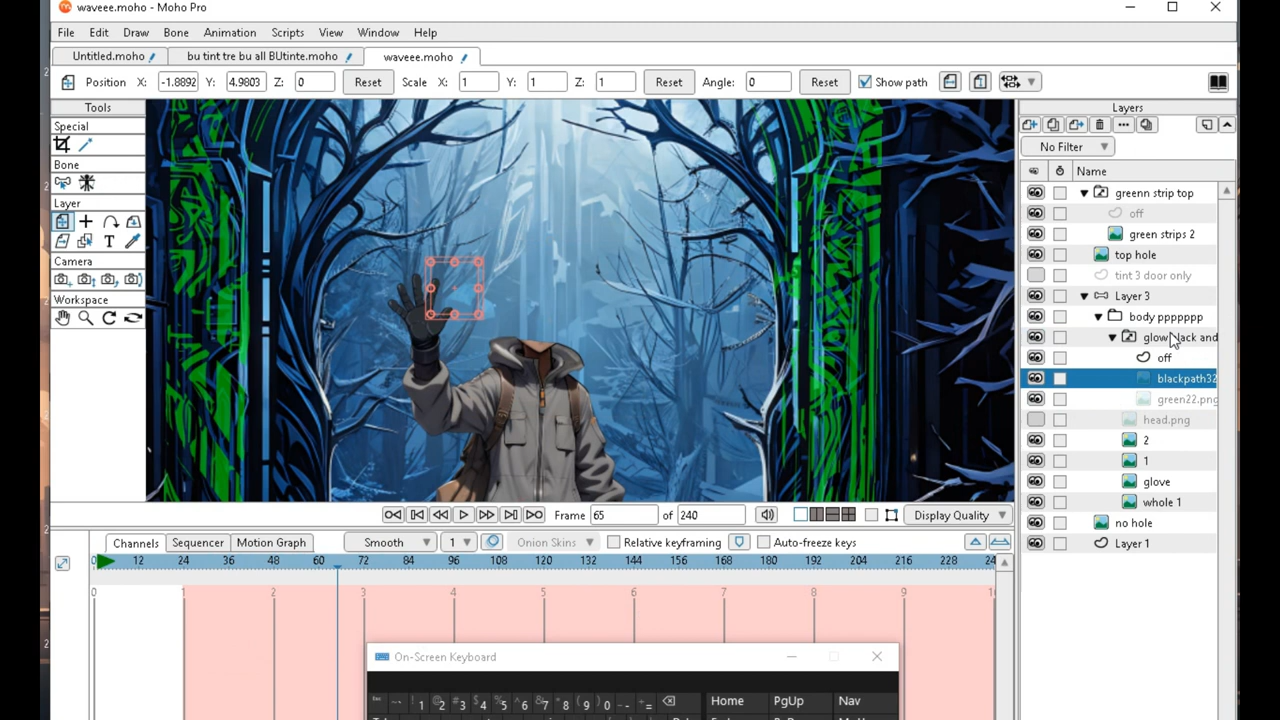 waveee.moho - Moho Pro
File Edit Draw Bone Animation Scripts View Window Help
Untitled.moho bu tint tre bu all BUtinte.moho waveee.moho
Position X: -1.8892 Y: 4.9803 Z: 0 Reset Scale X: 1 Y: 1 Z: 1 Reset Angle: 0 Reset Show path
Tools
Special
Bone
Layer
Camera
Workspace
Layers
No Filter
Name
greenn strip top
off
green strips 2
top hole
tint 3 door only
Layer 3
body ppppppp
off
blackpath32
green22.png
head.png
2
1
glove
whole 1
no hole
Layer 1
Frame 65 of 240 Display Quality
Channels Sequencer Motion Graph Smooth 1 Onion Skins Relative keyframing Auto-freeze keys
0 12 24 36 48 60 72 84 96 108 120 132 144 156 168 180 192 204 216 228 24
0 1 2 3 4 5 6 7 8 9
On-Screen Keyboard
Home PgUp Nav